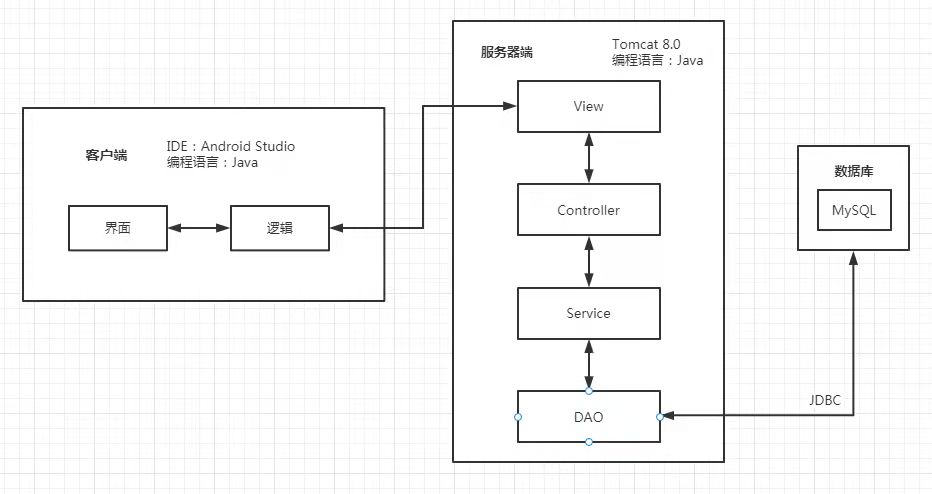 客户端
IDE：Android Studio
编程语言：Java
界面
逻辑
服务器端
Tomcat 8.0
编程语言：Java
View
Controller
Service
DAO
JDBC
数据库
MySQL